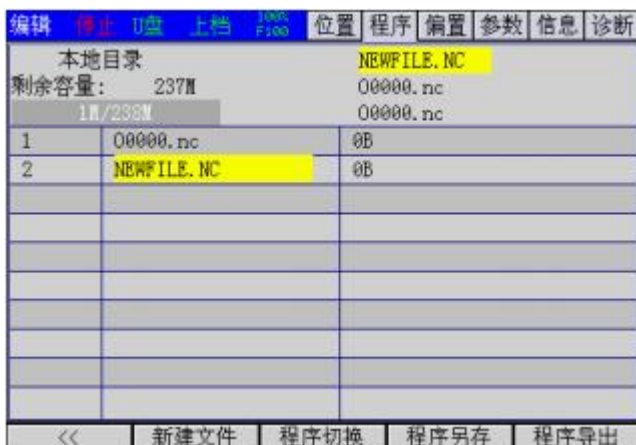 编辑 停止 U盘 上档 100% F100 位置 程序 偏置 参数 信息 诊断
本地目录 NEWFILE.NC
剩余容量: 237M O0000.nc
1M/238M O0000.nc
1 O0000.nc 0B
2 NEWFILE.NC 0B
<< 新建文件 程序切换 程序另存 程序导出